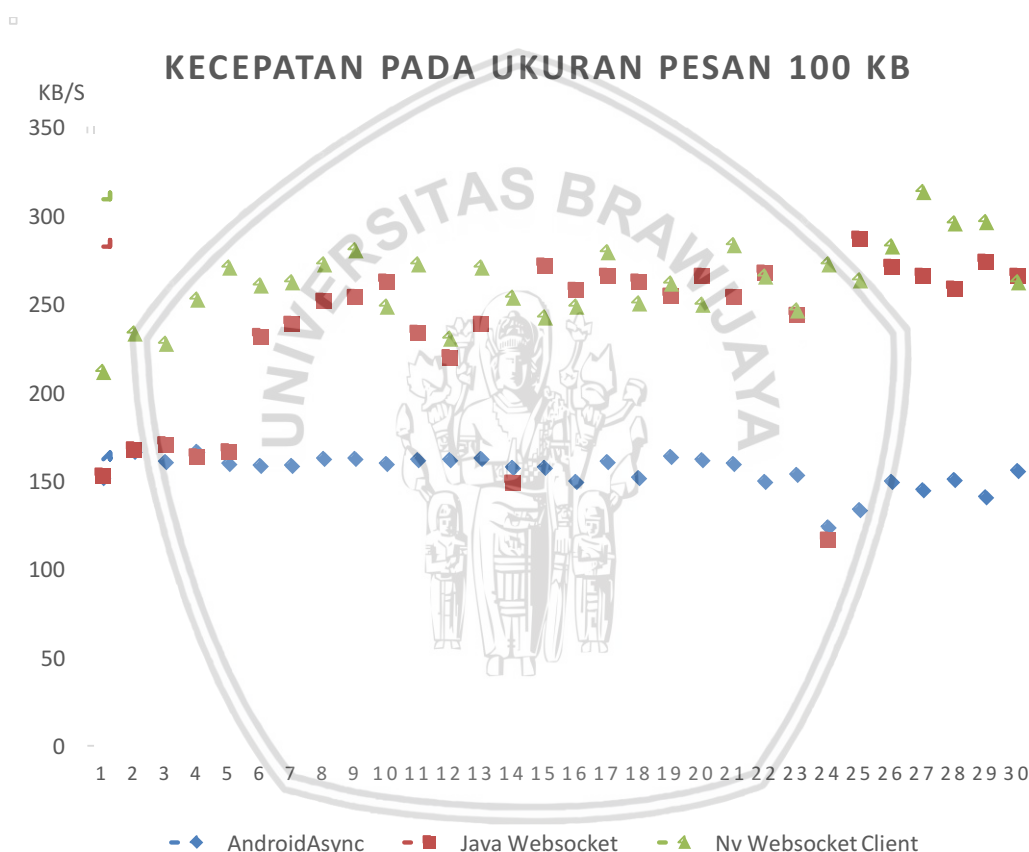 KECEPATAN PADA UKURAN PESAN 100 KB
KB/S
350
300
250
200
150
100
50
0
1 2 3 4 5 6 7 8 9 10 11 12 13 14 15 16 17 18 19 20 21 22 23 24 25 26 27 28 29 30
UNIVERSITAS BRAWIJAYA
AndroidAsync Java Websocket Nv Websocket Client